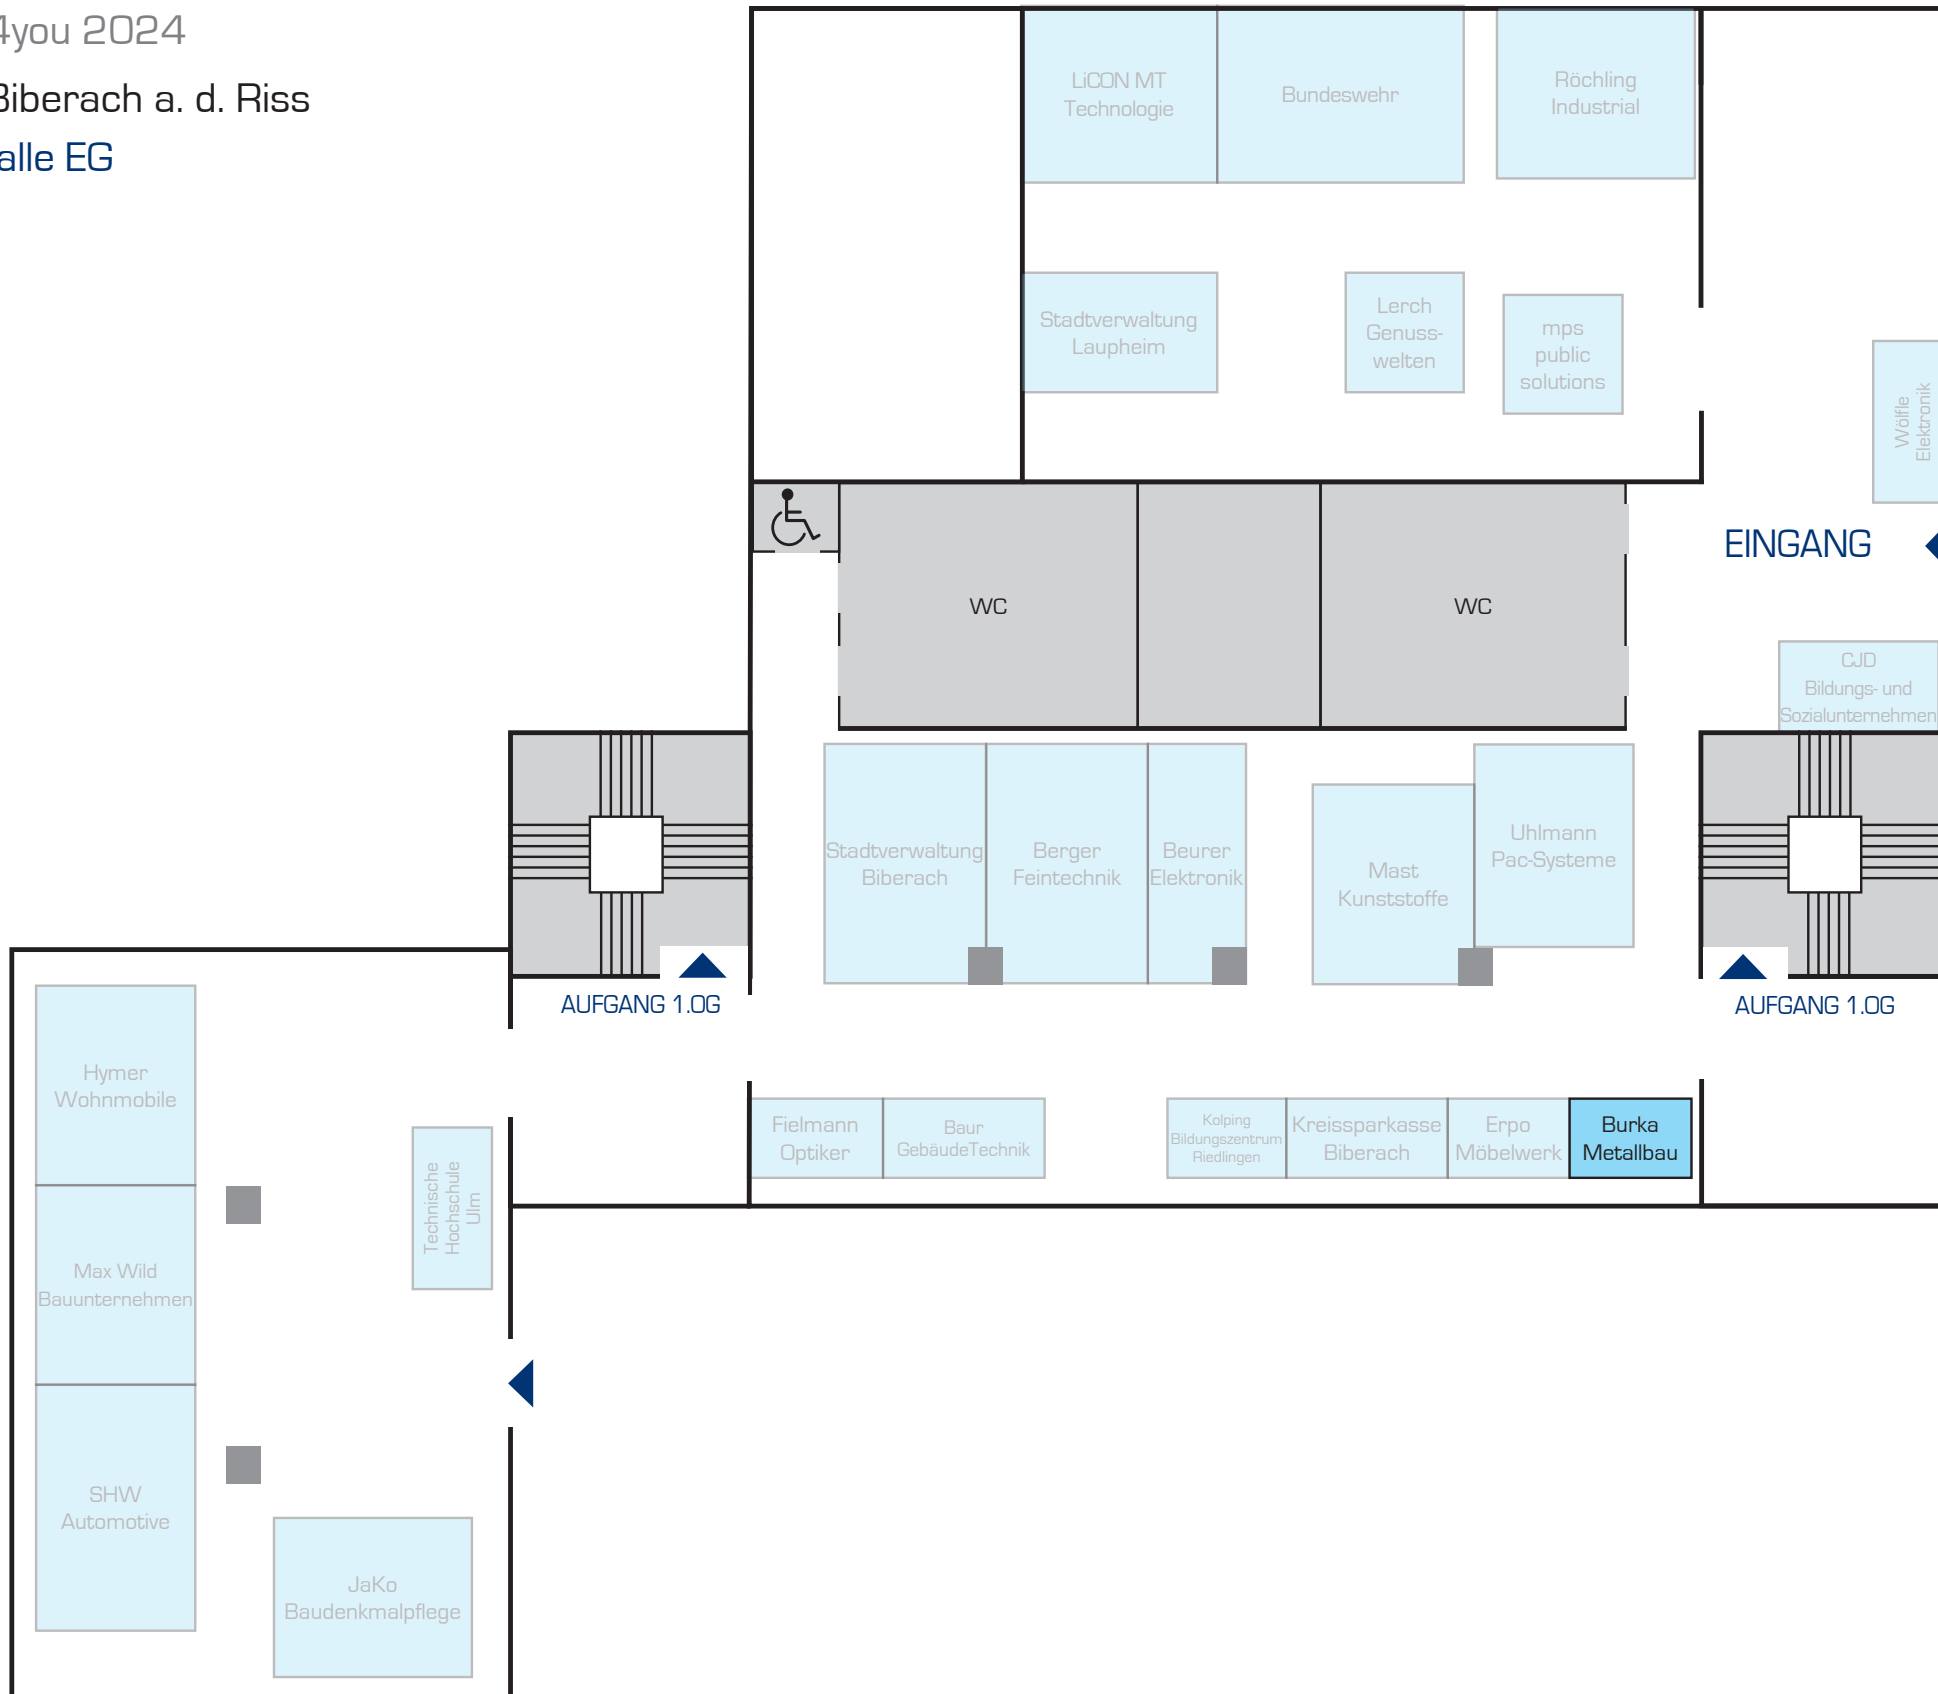 4you 2024
Biberach a. d. Riss
alle EG
LiCON MT
Technologie
Bundeswehr
Röchling
Industrial
Stadtverwaltung
Laupheim
Lerch
Genuss-
welten
mps
public
solutions
Wölfle
Elektronik
EINGANG
WC
WC
CJD
Bildungs- und
Sozialunternehmen
Stadtverwaltung
Biberach
Berger
Feintechnik
Beurer
Elektronik
Mast
Kunststoffe
Uhlmann
Pac-Systeme
AUFGANG 1.OG
AUFGANG 1.OG
Hymer
Wohnmobile
Technische
Hochschule
Ulm
Fielmann
Optiker
Baur
GebäudeTechnik
Kolping
Bildungszentrum
Riedlingen
Kreissparkasse
Biberach
Erpo
Möbelwerk
Burka
Metallbau
Max Wild
Bauunternehmen
SHW
Automotive
JaKo
Baudenkmalpflege